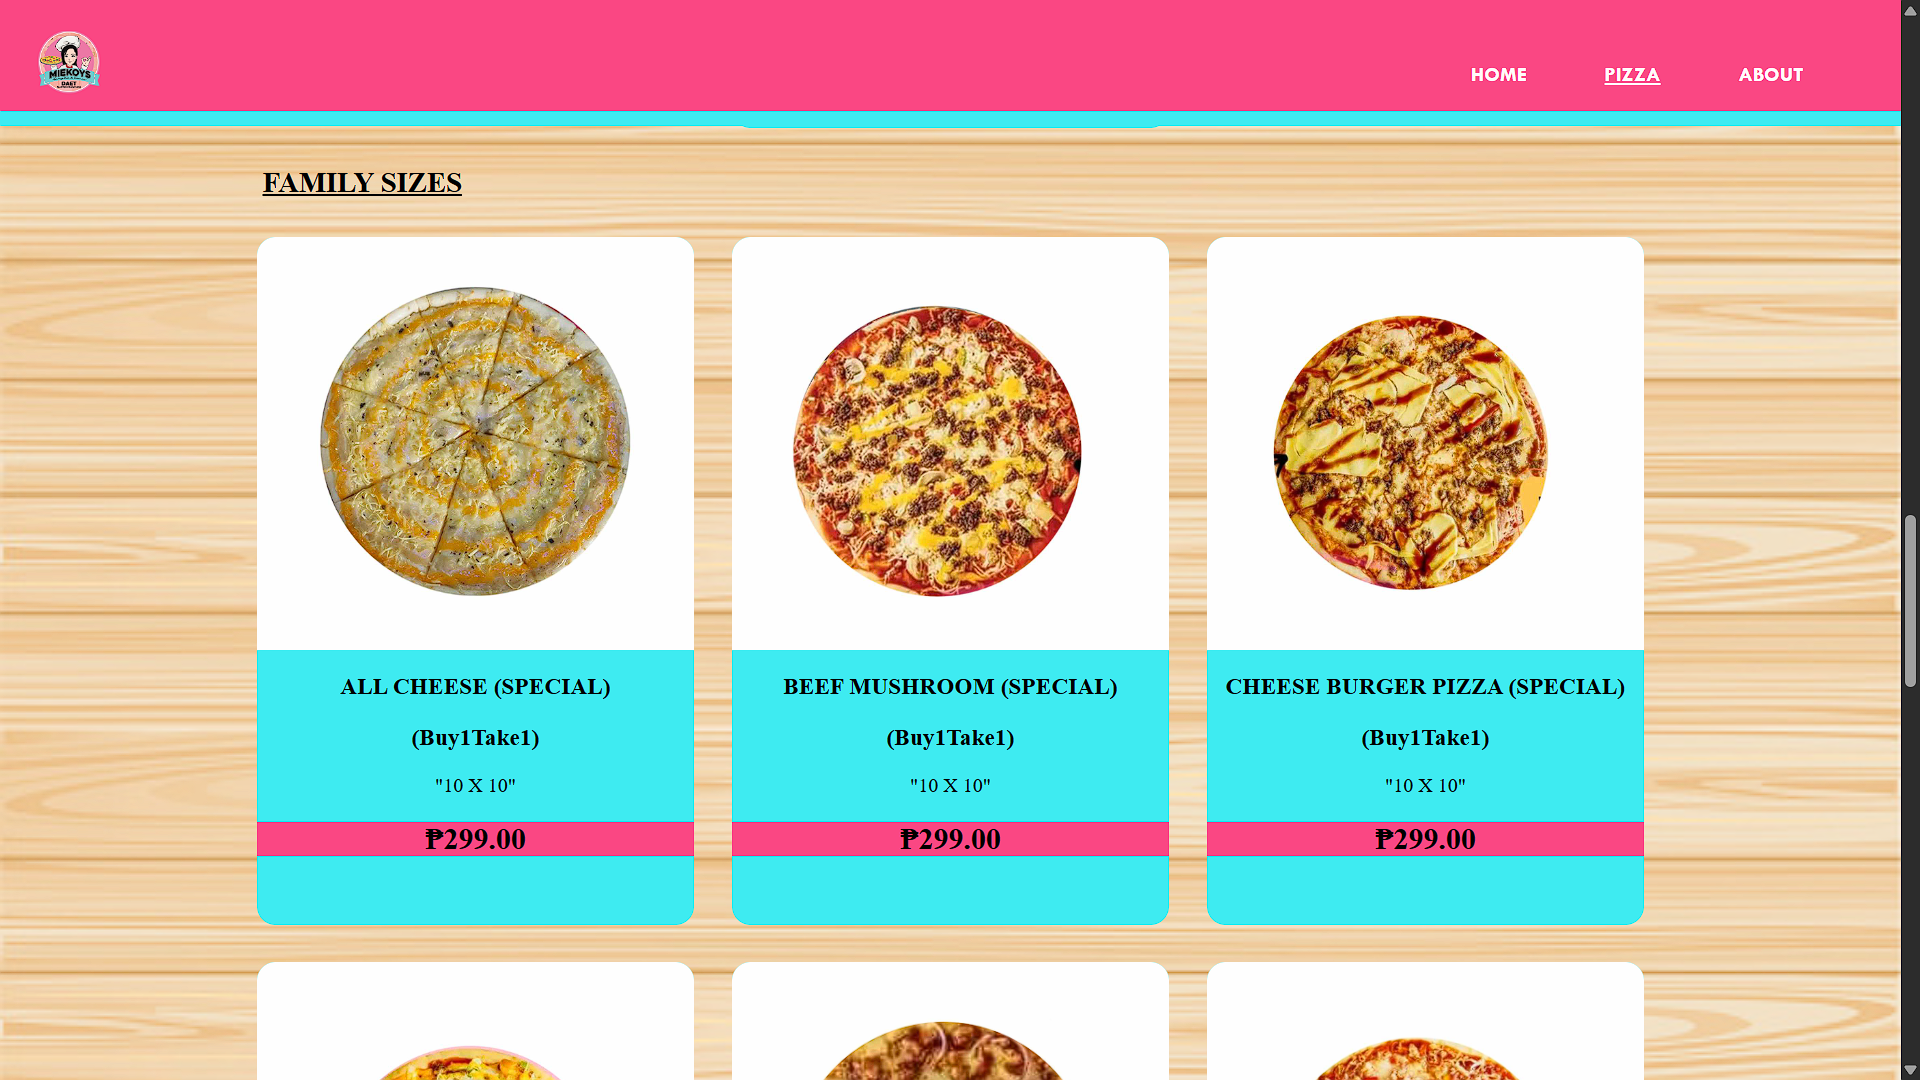 MIEKOYS
DAET
HOME PIZZA ABOUT
FAMILY SIZES
ALL CHEESE (SPECIAL)
(Buy1Take1)
"10 X 10"
₱299.00
BEEF MUSHROOM (SPECIAL)
(Buy1Take1)
"10 X 10"
₱299.00
CHEESE BURGER PIZZA (SPECIAL)
(Buy1Take1)
"10 X 10"
₱299.00